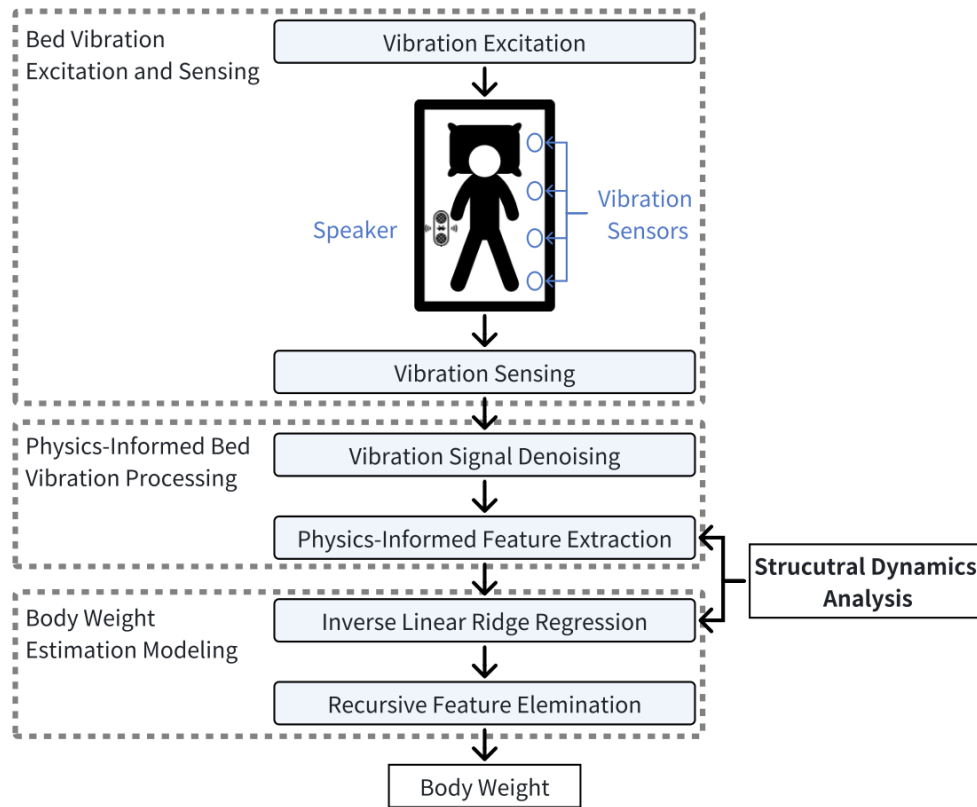 Bed Vibration
Excitation and Sensing
Vibration Excitation
Speaker
Vibration
Sensors
Vibration Sensing
Physics-Informed Bed
Vibration Processing
Vibration Signal Denoising
Physics-Informed Feature Extraction
Strucutral Dynamics
Analysis
Body Weight
Estimation Modeling
Inverse Linear Ridge Regression
Recursive Feature Elemination
Body Weight